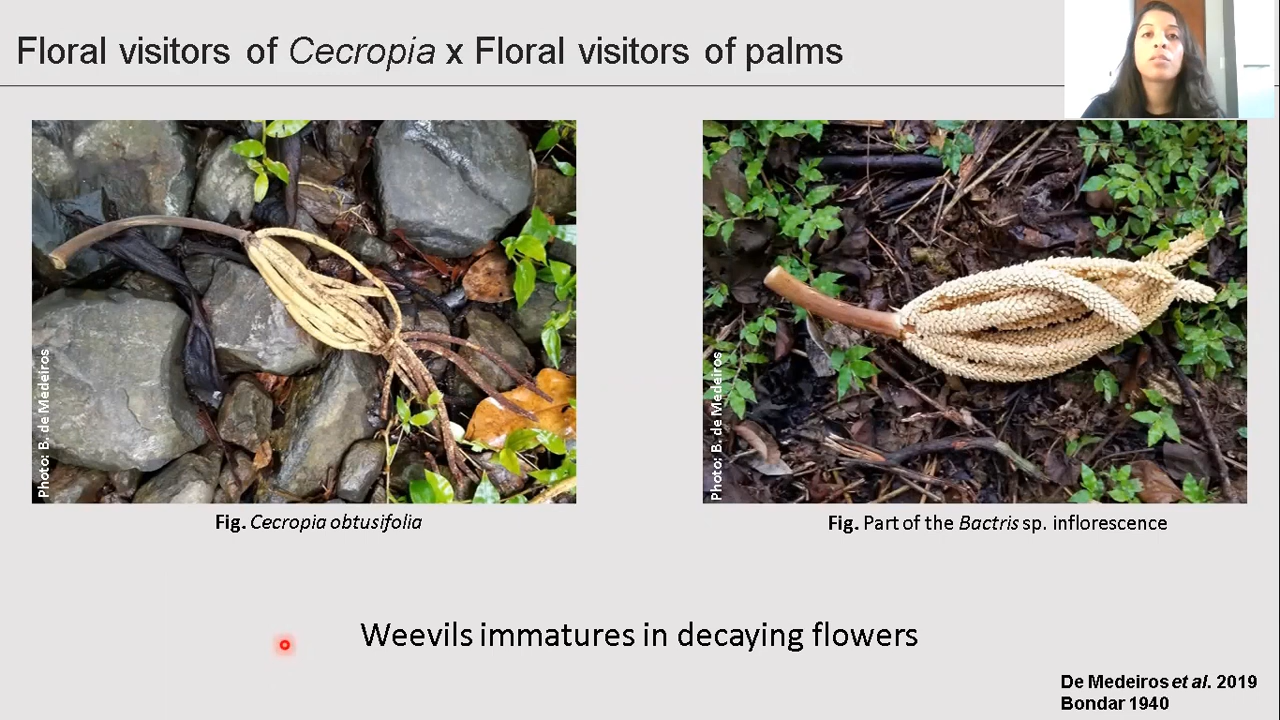 Floral visitors of Cecropia x Floral visitors of palms
Photo: B. de Medeiros
Fig. Cecropia obtusifolia
Photo: B. de Medeiros
Fig. Part of the Bactris sp. inflorescence
Weevils immatures in decaying flowers
De Medeiros et al. 2019
Bondar 1940